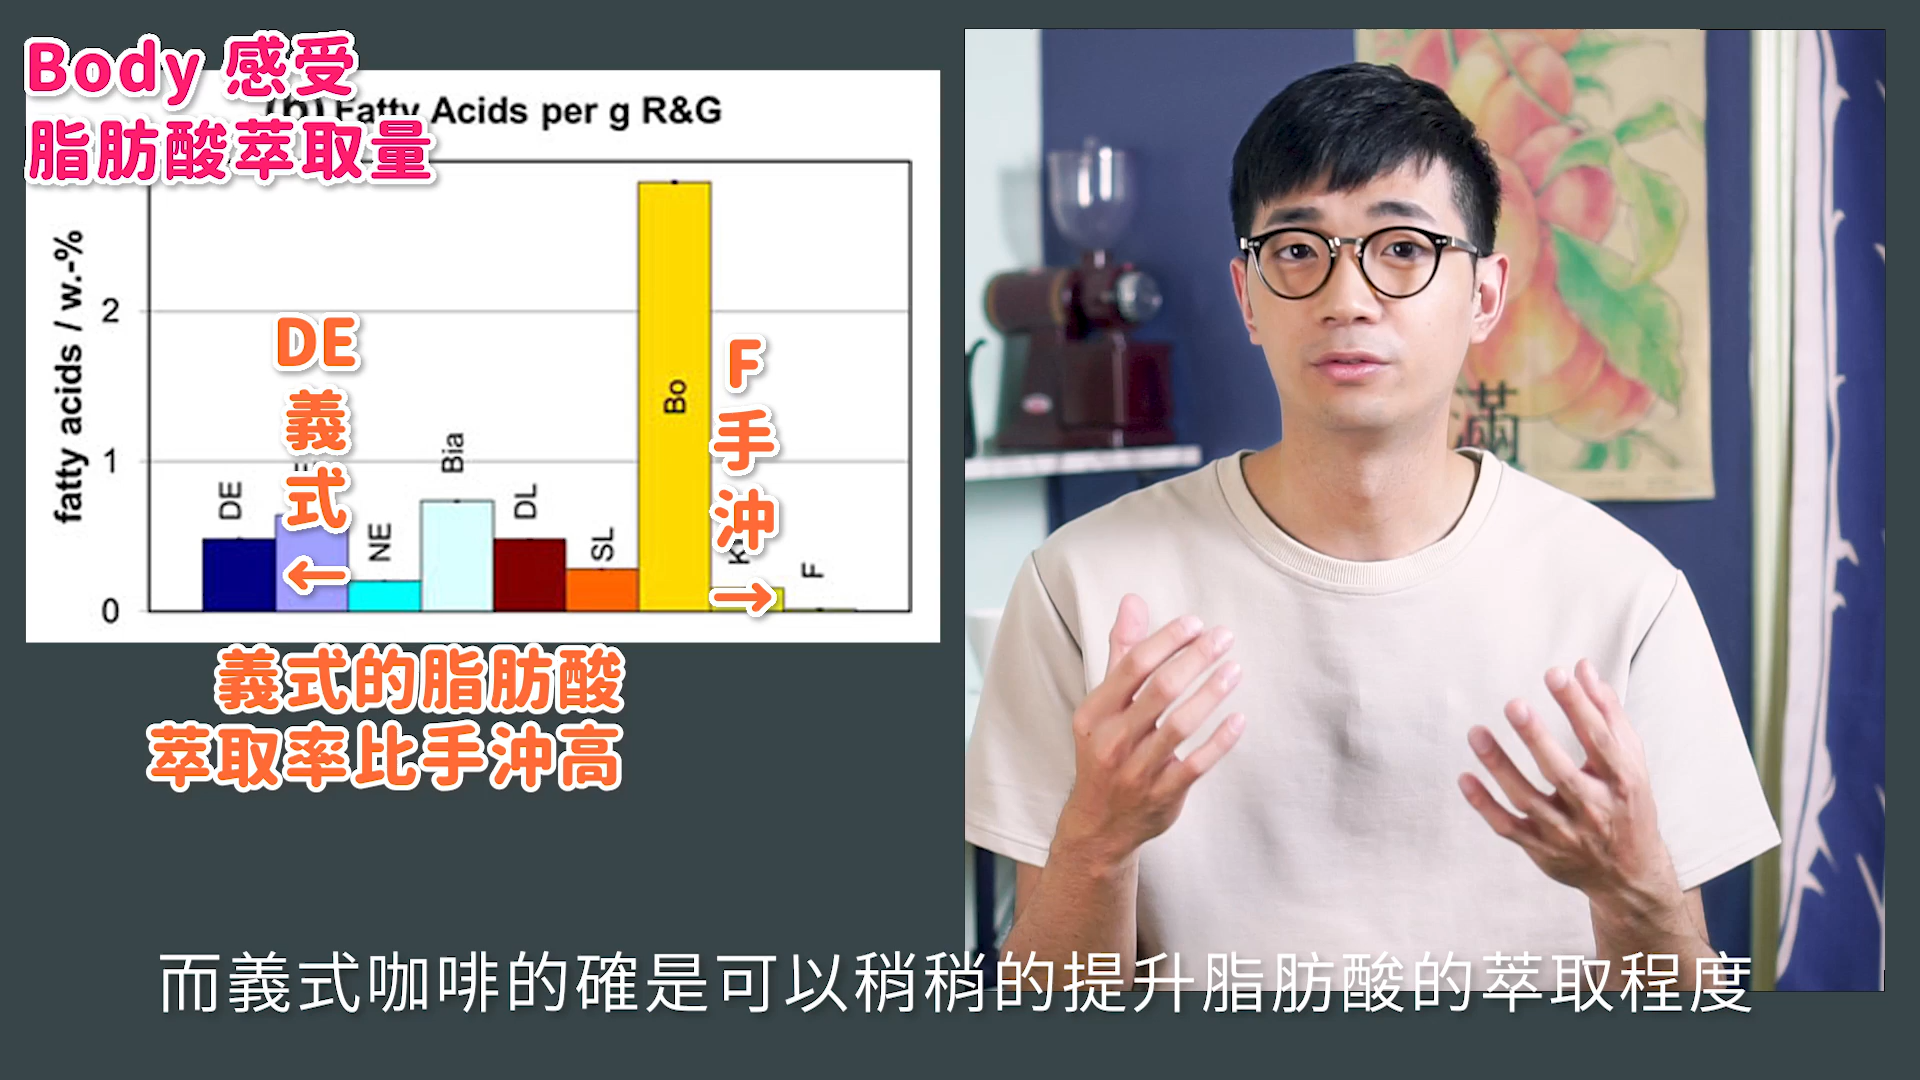 Body 感受
脂肪酸萃取量
Fatty Acids per g R&G
fatty acids / w.-%
2
1
0
DE
NE
Bia
DL
SL
Bo
F
DE
義
式
←
F
手
沖
→
義式的脂肪酸
萃取率比手沖高
滿
而義式咖啡的確是可以稍稍的提升脂肪酸的萃取程度